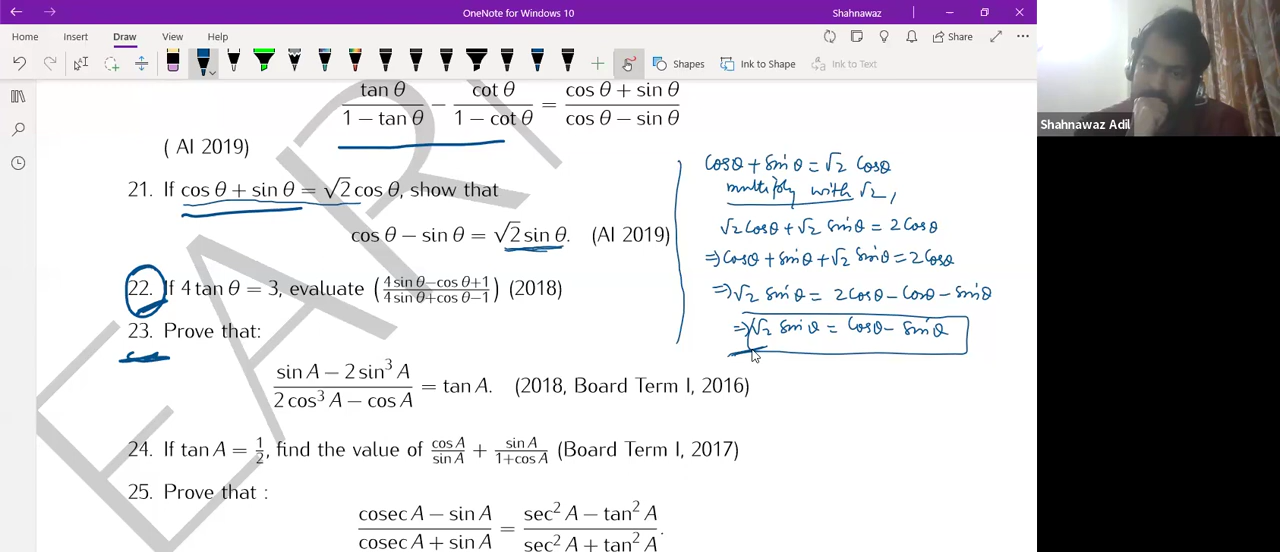 OneNote for Windows 10
Shahnawaz
Home Insert Draw View Help
Share
Shapes Ink to Shape Ink to Text
Shahnawaz Adil
tan θ / (1 − tan θ) − cot θ / (1 − cot θ) = (cos θ + sin θ) / (cos θ − sin θ)
( AI 2019)
21. If cos θ + sin θ = √2 cos θ, show that
cos θ − sin θ = √2 sin θ. (AI 2019)
22. If 4 tan θ = 3, evaluate ((4 sin θ−cos θ+1) / (4 sin θ+cos θ−1)) (2018)
23. Prove that:
(sin A − 2 sin³ A) / (2 cos³ A − cos A) = tan A. (2018, Board Term I, 2016)
24. If tan A = 1/2, find the value of cos A / sin A + sin A / (1+cos A) (Board Term I, 2017)
25. Prove that :
(cosec A − sin A) / (cosec A + sin A) = (sec² A − tan² A) / (sec² A + tan² A).
Cosθ + Sinθ = √2 Cosθ
multiply with √2,
√2 Cosθ + √2 Sinθ = 2 Cosθ
⇒ Cosθ + Sinθ + √2 Sinθ = 2 Cosθ
⇒ √2 Sinθ = 2Cosθ − Cosθ − Sinθ
⇒ √2 Sinθ = Cosθ − Sinθ
EARI